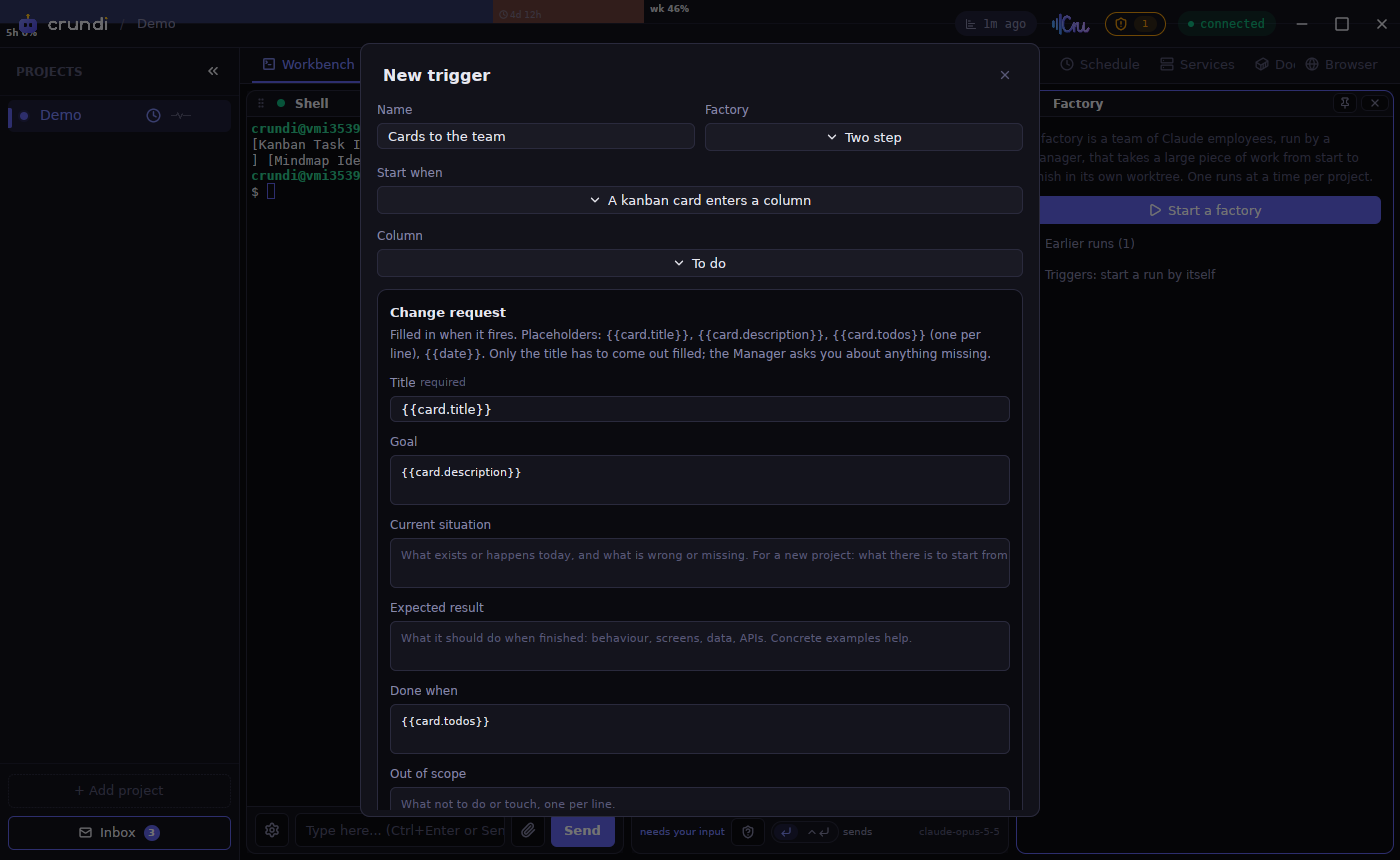 4d 12h
wk 46%
crundi / Demo
1m ago
Cru
1
connected
PROJECTS
Workbench
Schedule
Services
Browser
Demo
Shell
crundi@vmi3539
[Kanban Task I
] [Mindmap Ide
crundi@vmi3539
$
New trigger
Name
Factory
Cards to the team
Two step
Start when
A kanban card enters a column
Column
To do
Change request
Filled in when it fires. Placeholders: {{card.title}}, {{card.description}}, {{card.todos}} (one per
line), {{date}}. Only the title has to come out filled; the Manager asks you about anything missing.
Title required
{{card.title}}
Goal
{{card.description}}
Current situation
What exists or happens today, and what is wrong or missing. For a new project: what there is to start from
Expected result
What it should do when finished: behaviour, screens, data, APIs. Concrete examples help.
Done when
{{card.todos}}
Out of scope
What not to do or touch, one per line.
Factory
factory is a team of Claude employees, run by a
anager, that takes a large piece of work from start to
ish in its own worktree. One runs at a time per project.
Start a factory
Earlier runs (1)
Triggers: start a run by itself
+ Add project
Inbox 3
Type here... (Ctrl+Enter or Sen
Send
needs your input
sends
claude-opus-5-5